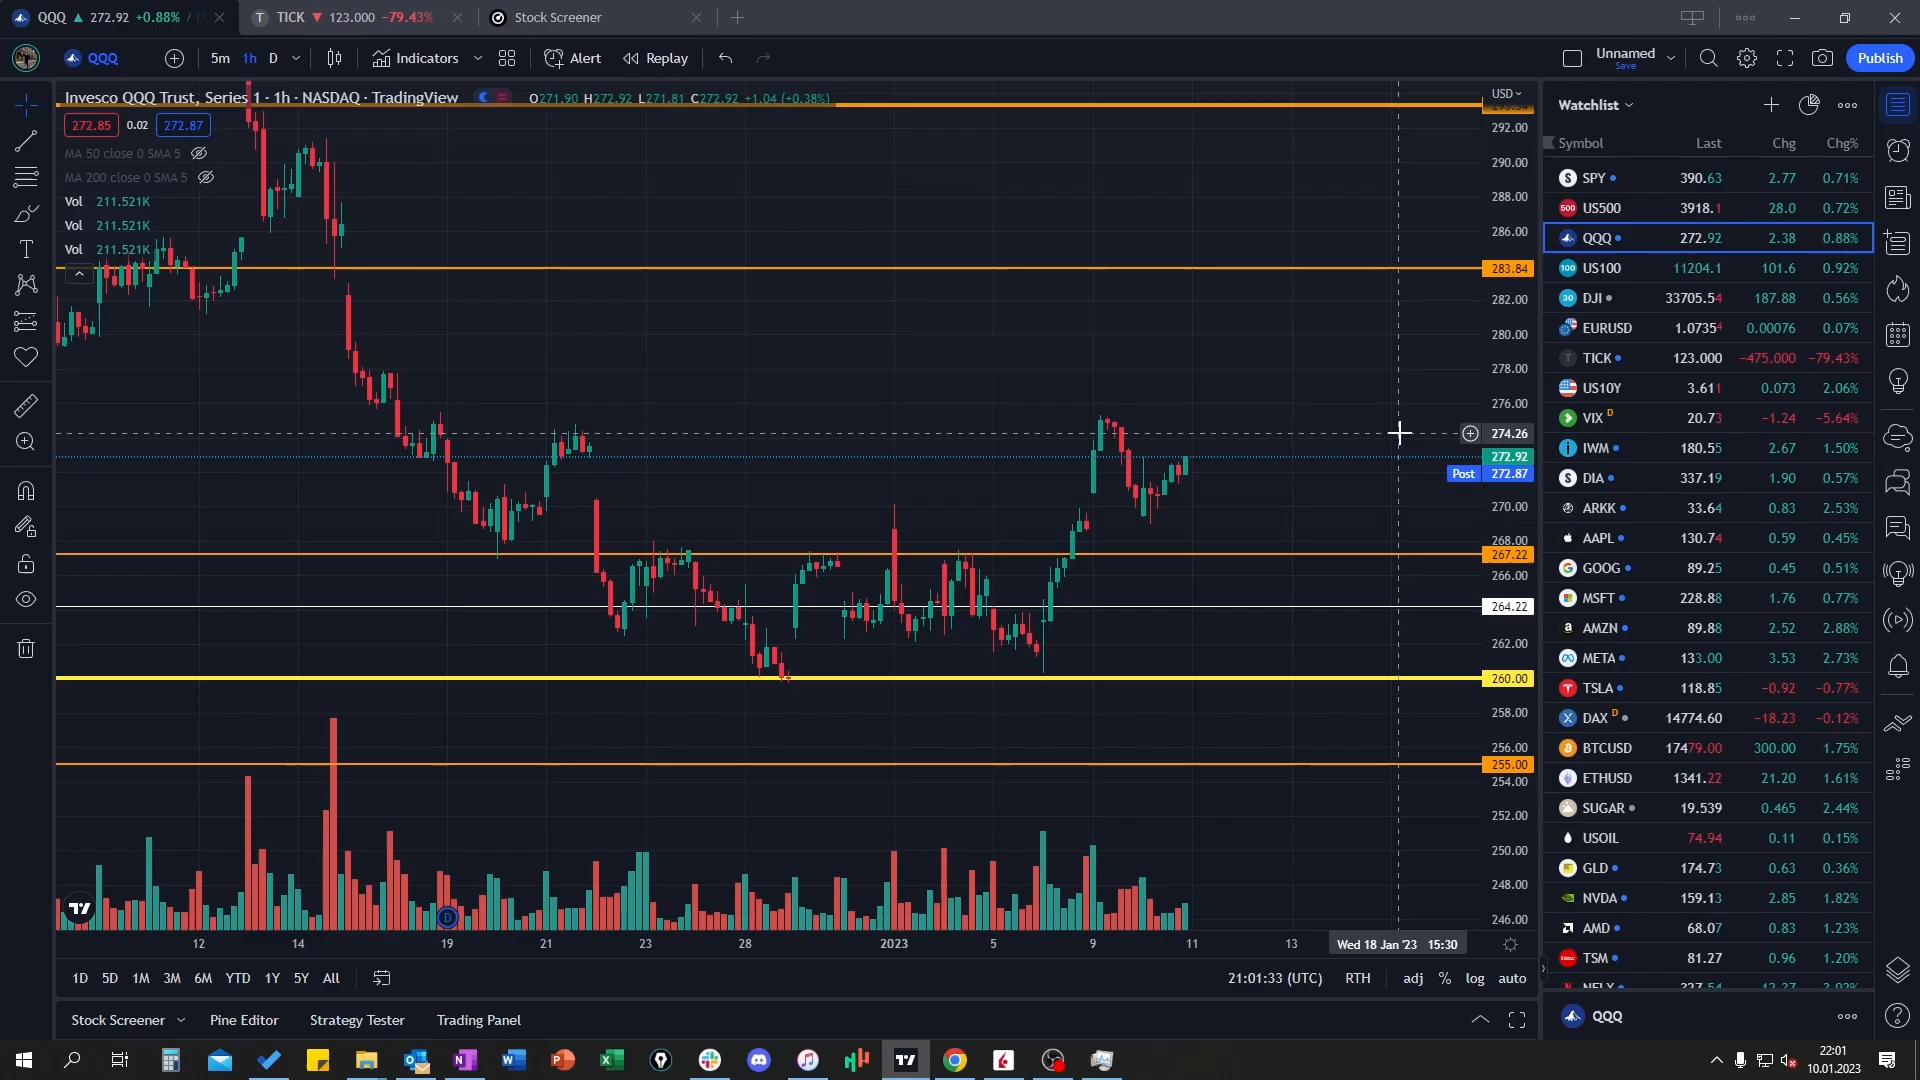 QQQ ▲ 272.92 +0.88% /
TICK ▼ 123.000 −79.43%
Stock Screener
QQQ
5m 1h D
Indicators
Alert
Replay
Unnamed
Save
Publish
Invesco QQQ Trust, Series 1 · 1h · NASDAQ · TradingView
O271.90 H272.92 L271.81 C272.92 +1.04 (+0.38%)
272.85 0.02 272.87
MA 50 close 0 SMA 5
MA 200 close 0 SMA 5
Vol 211.521K
Vol 211.521K
Vol 211.521K
USD
292.00
290.00
288.00
286.00
283.84
282.00
280.00
278.00
276.00
274.26
272.92
Post 272.87
270.00
268.00
267.22
266.00
264.22
262.00
260.00
258.00
256.00
255.00
254.00
252.00
250.00
248.00
246.00
D
12 14 19 21 23 28 2023 5 9 11 13
Wed 18 Jan '23 15:30
1D 5D 1M 3M 6M YTD 1Y 5Y All
21:01:33 (UTC) RTH adj % log auto
Stock Screener Pine Editor Strategy Tester Trading Panel
Watchlist
Symbol Last Chg Chg%
SPY 390.63 2.77 0.71%
US500 3918.1 28.0 0.72%
QQQ 272.92 2.38 0.88%
US100 11204.1 101.6 0.92%
DJI 33705.54 187.88 0.56%
EURUSD 1.07354 0.00076 0.07%
TICK 123.000 −475.000 −79.43%
US10Y 3.611 0.073 2.06%
VIX D 20.73 −1.24 −5.64%
IWM 180.55 2.67 1.50%
DIA 337.19 1.90 0.57%
ARKK 33.64 0.83 2.53%
AAPL 130.74 0.59 0.45%
GOOG 89.25 0.45 0.51%
MSFT 228.88 1.76 0.77%
AMZN 89.88 2.52 2.88%
META 133.00 3.53 2.73%
TSLA 118.85 −0.92 −0.77%
DAX D 14774.60 −18.23 −0.12%
BTCUSD 17479.00 300.00 1.75%
ETHUSD 1341.22 21.20 1.61%
SUGAR 19.539 0.465 2.44%
USOIL 74.94 0.11 0.15%
GLD 174.73 0.63 0.36%
NVDA 159.13 2.85 1.82%
AMD 68.07 0.83 1.23%
TSM 81.27 0.96 1.20%
NFLX 327.54 12.37 3.92%
QQQ
22:01
10.01.2023